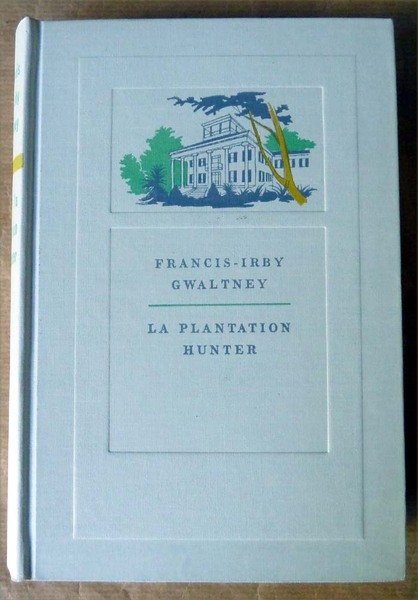 FRANCIS-IRBY
GWALTNEY
LA PLANTATION
HUNTER